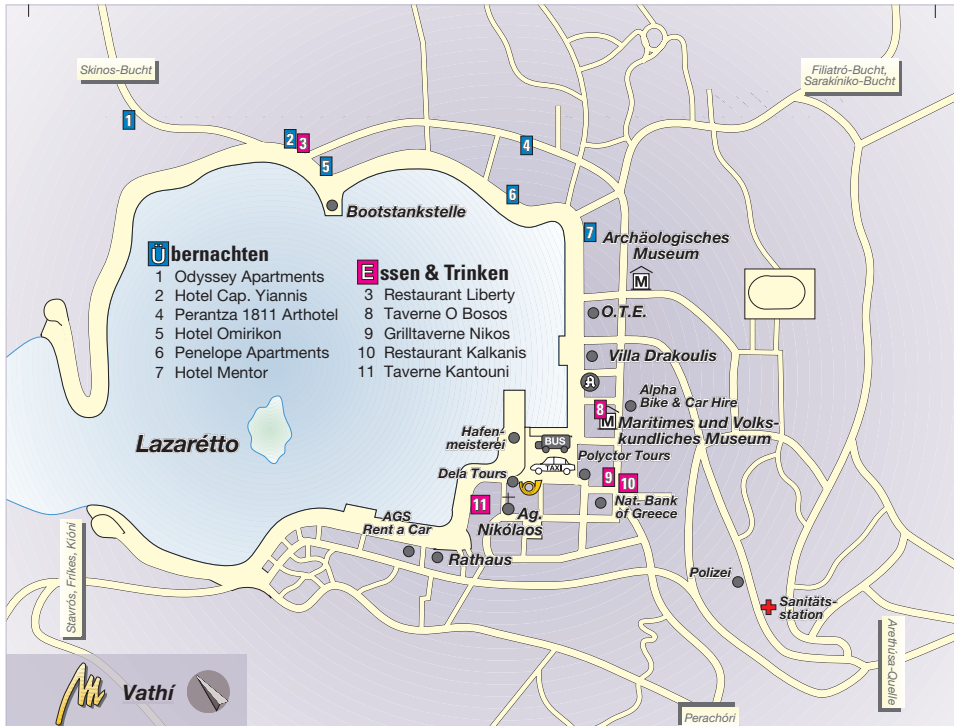 Skinos-Bucht
Filiatró-Bucht,
Sarakíniko-Bucht
1
2
3
4
5
6
7
Bootstankstelle
Archäologisches
Museum
M
Übernachten
1 Odyssey Apartments
2 Hotel Cap. Yiannis
4 Perantza 1811 Arthotel
5 Hotel Omirikon
6 Penelope Apartments
7 Hotel Mentor
Essen & Trinken
3 Restaurant Liberty
8 Taverne O Bosos
9 Grilltaverne Nikos
10 Restaurant Kalkanis
11 Taverne Kantouni
O.T.E.
Villa Drakoulis
A
Alpha
Bike & Car Hire
8
M
Maritimes und Volks-
kundliches Museum
Lazarétto
Hafen-
meisterei
BUS
TAXI
Polyctor Tours
Dela Tours
9
10
11
Nat. Bank
of Greece
Ag.
Nikólaos
AGS
Rent a Car
Rathaus
Polizei
Sanitäts-
station
Stavrós, Fríkes, Kióni
Arethúsa-Quelle
Perachóri
Vathí